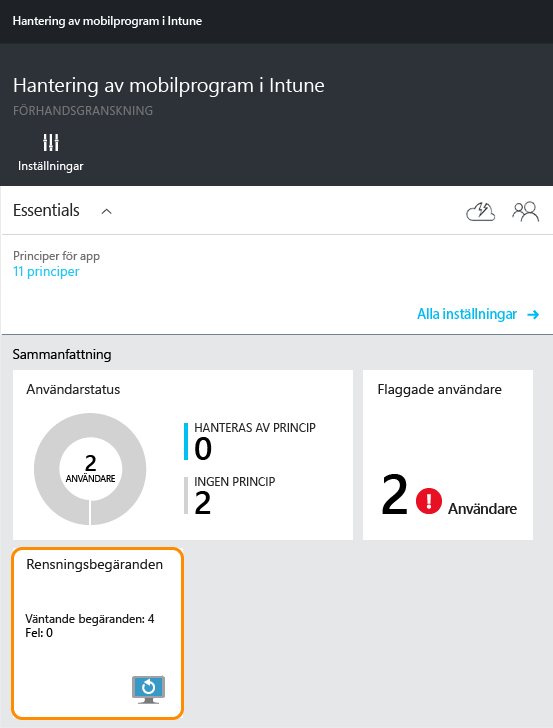 Hantering av mobilprogram i Intune
Hantering av mobilprogram i Intune
FÖRHANDSGRANSKNING
Inställningar
Essentials
Principer för app
11 principer
Alla inställningar
Sammanfattning
Användarstatus
2
ANVÄNDARE
HANTERAS AV PRINCIP
0
INGEN PRINCIP
2
Flaggade användare
2 Användare
Rensningsbegäranden
Väntande begäranden: 4
Fel: 0